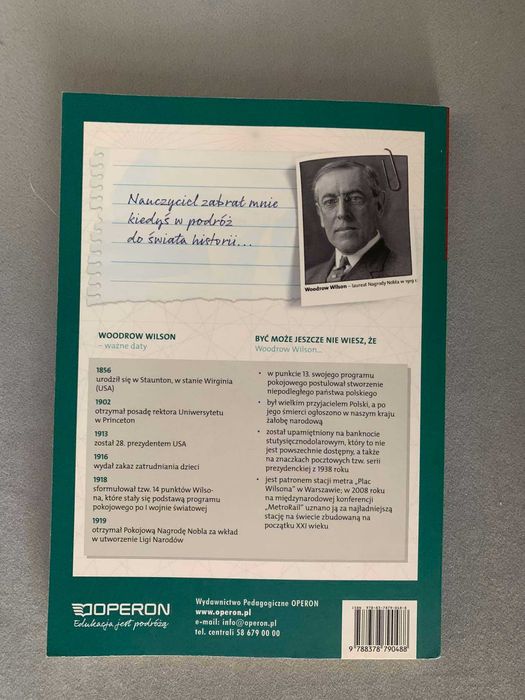 Nauczyciel zabrał mnie
kiedyś w podróż
do świata historii...
Woodrow Wilson – laureat Nagrody Nobla w 1919 r.
WOODROW WILSON
– ważne daty
1856
urodził się w Staunton, w stanie Wirginia
(USA)
1902
otrzymał posadę rektora Uniwersytetu
w Princeton
1913
został 28. prezydentem USA
1916
wydał zakaz zatrudniania dzieci
1918
sformułował tzw. 14 punktów Wilso-
na, które stały się podstawą programu
pokojowego po I wojnie światowej
1919
otrzymał Pokojową Nagrodę Nobla za wkład
w utworzenie Ligi Narodów
BYĆ MOŻE JESZCZE NIE WIESZ, ŻE
Woodrow Wilson...
• w punkcie 13. swojego programu
pokojowego postulował stworzenie
niepodległego państwa polskiego
• był wielkim przyjacielem Polski, a po
jego śmierci ogłoszono w naszym kraju
żałobę narodową
• został upamiętniony na banknocie
stutysięcznodolarowym, który to nie
jest powszechnie dostępny, a także
na znaczkach pocztowych tzw. serii
prezydenckiej z 1938 roku
• jest patronem stacji metra „Plac
Wilsona” w Warszawie; w 2008 roku
na międzynarodowej konferencji
„MetroRail” uznano ją za najładniejszą
stację na świecie zbudowaną na
początku XXI wieku
OPERON
Edukacja jest podróżą
Wydawnictwo Pedagogiczne OPERON
www.operon.pl
e-mail: info@operon.pl
tel. centrali 58 679 00 00
ISBN 978-83-7879-048-8
9 788378 790488